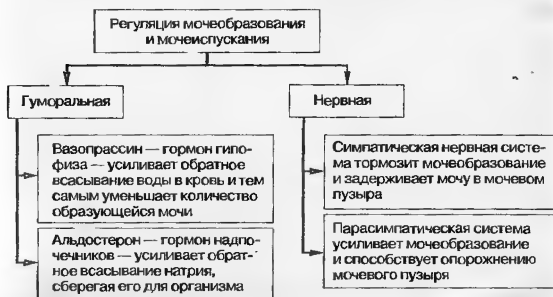 Регуляция мочеобразования
и мочеиспускания
Гуморальная
Нервная
Вазопрассин — гормон гипо-
физа — усиливает обратное
всасывание воды в кровь и тем
самым уменьшает количество
образующейся мочи
Альдостерон — гормон надпо-
чечников — усиливает обрат-
ное всасывание натрия,
сберегая его для организма
Симпатическая нервная систе-
ма тормозит мочеобразование
и задерживает мочу в мочевом
пузыра
Парасимпатическая система
усиливает мочеобразование
и способствует опорожнению
мочевого пузыря